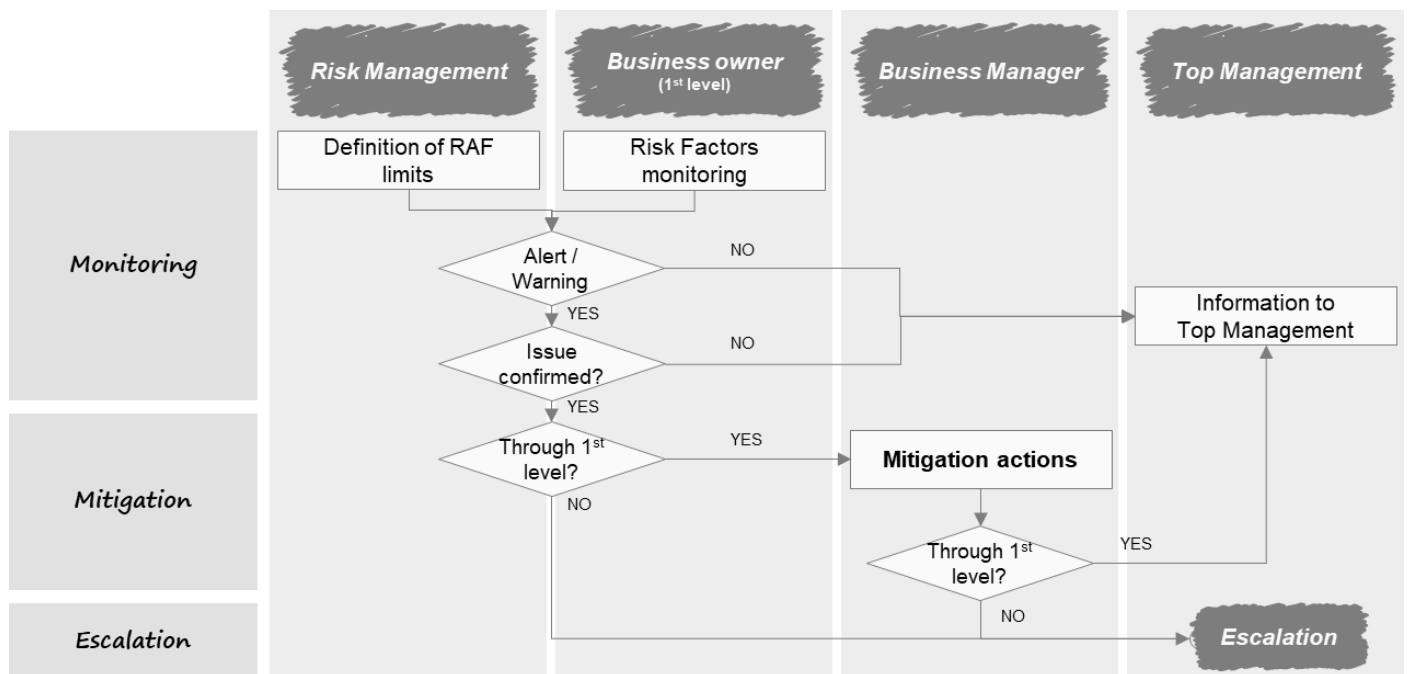 Risk Management
Business owner
(1st level)
Business Manager
Top Management
Definition of RAF
limits
Risk Factors
monitoring
Monitoring
Alert /
Warning
NO
YES
Information to
Top Management
Issue
confirmed?
NO
YES
Mitigation
Through 1st
level?
YES
NO
Mitigation actions
Through 1st
level?
YES
NO
Escalation
Escalation